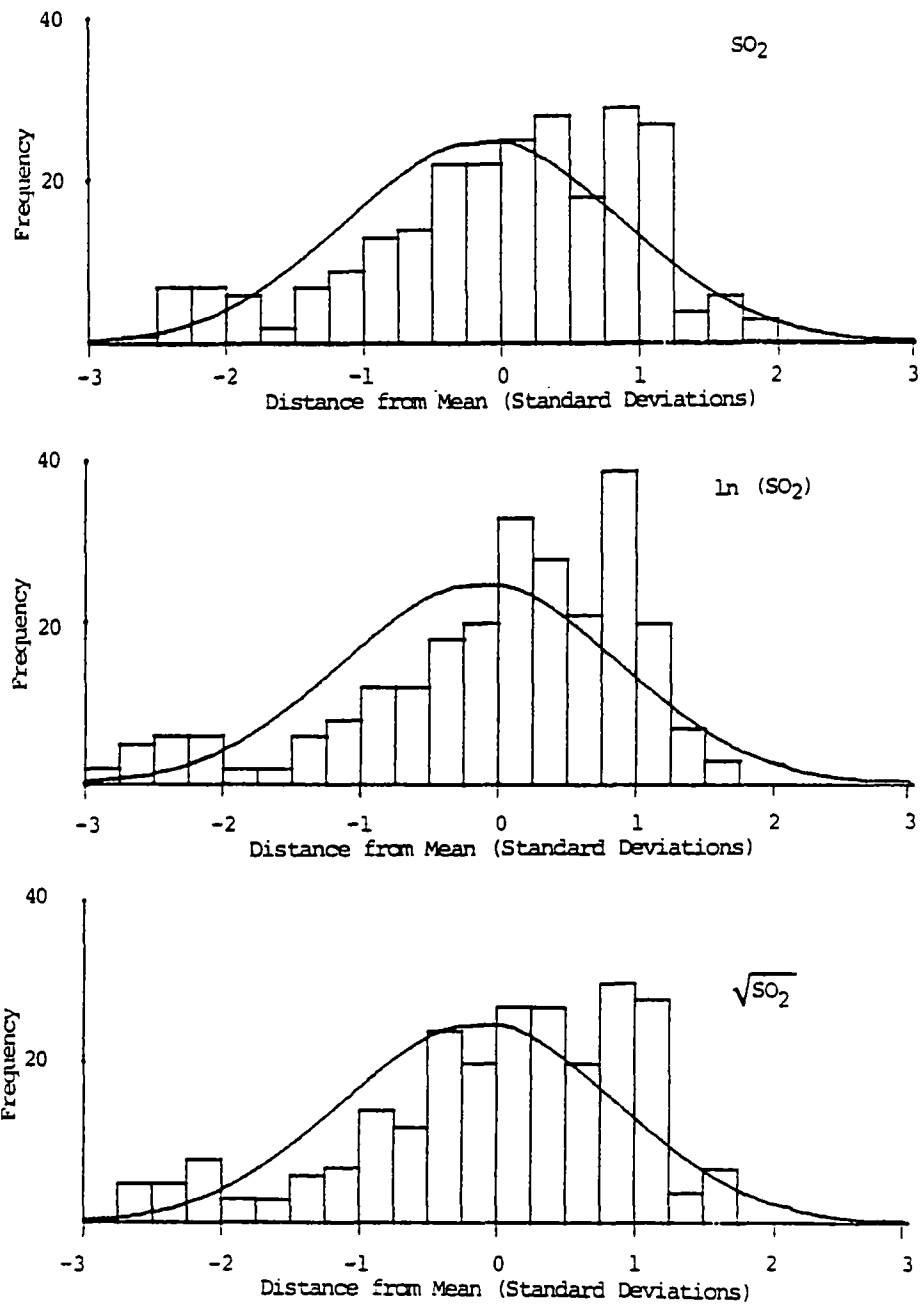 40
SO2
Frequency
20
-3 -2 -1 0 1 2 3
Distance from Mean (Standard Deviations)
40
ln (SO2)
Frequency
20
-3 -2 -1 0 1 2 3
Distance from Mean (Standard Deviations)
40
√SO2
Frequency
20
-3 -2 -1 0 1 2 3
Distance from Mean (Standard Deviations)